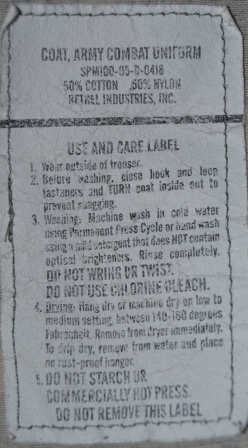 COAT, ARMY COMBAT UNIFORM
SPM100-05-D-0418
50% COTTON 50% NYLON
BETHEL INDUSTRIES, INC.
USE AND CARE LABEL
1. Wear outside of trouser.
2. Before washing, close hook and loop
fasteners and TURN coat inside out to
prevent snagging.
3. Washing: Machine wash in cold water
using Permanent Press Cycle or hand wash
using a mild detergent that does NOT contain
optical brighteners. Rinse completely.
DO NOT WRING OR TWIST.
DO NOT USE CHLORINE BLEACH.
4. Drying: Hang dry or machine dry on low to
medium setting, between 140-160 degrees
Fahrenheit. Remove from dryer immediately.
To drip dry, remove from water and place
on rust-proof hanger.
5. DO NOT STARCH OR
COMMERCIALLY HOT PRESS.
DO NOT REMOVE THIS LABEL